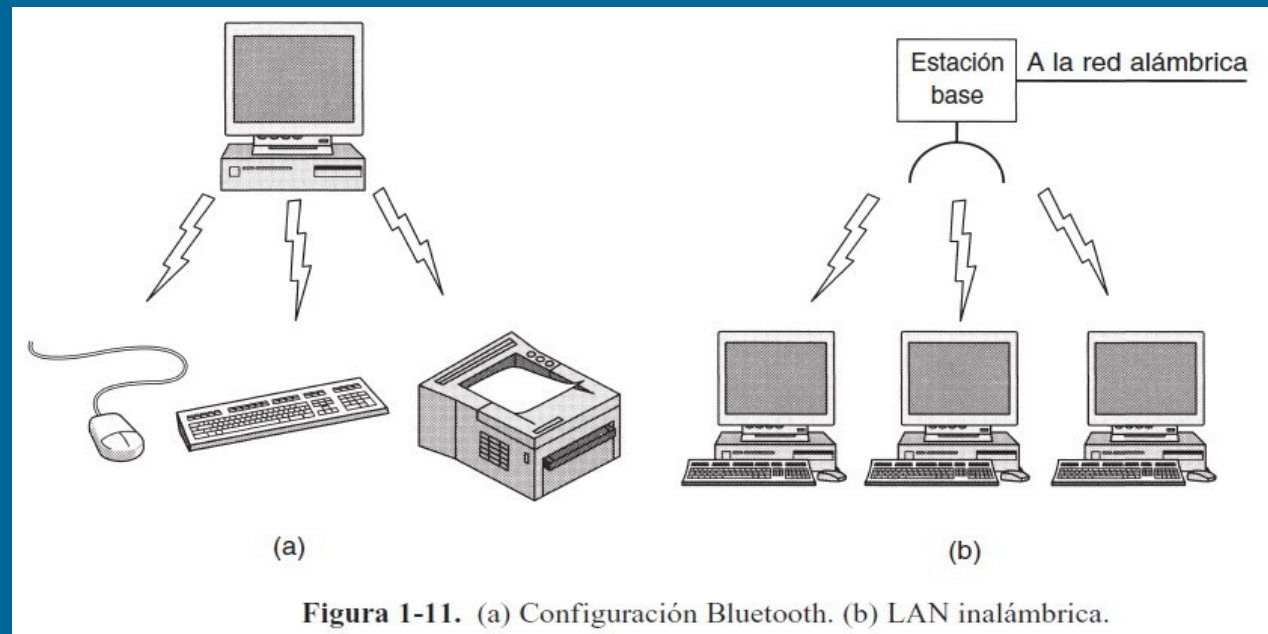 Estación
base
A la red alámbrica
(a)
(b)
Figura 1-11. (a) Configuración Bluetooth. (b) LAN inalámbrica.